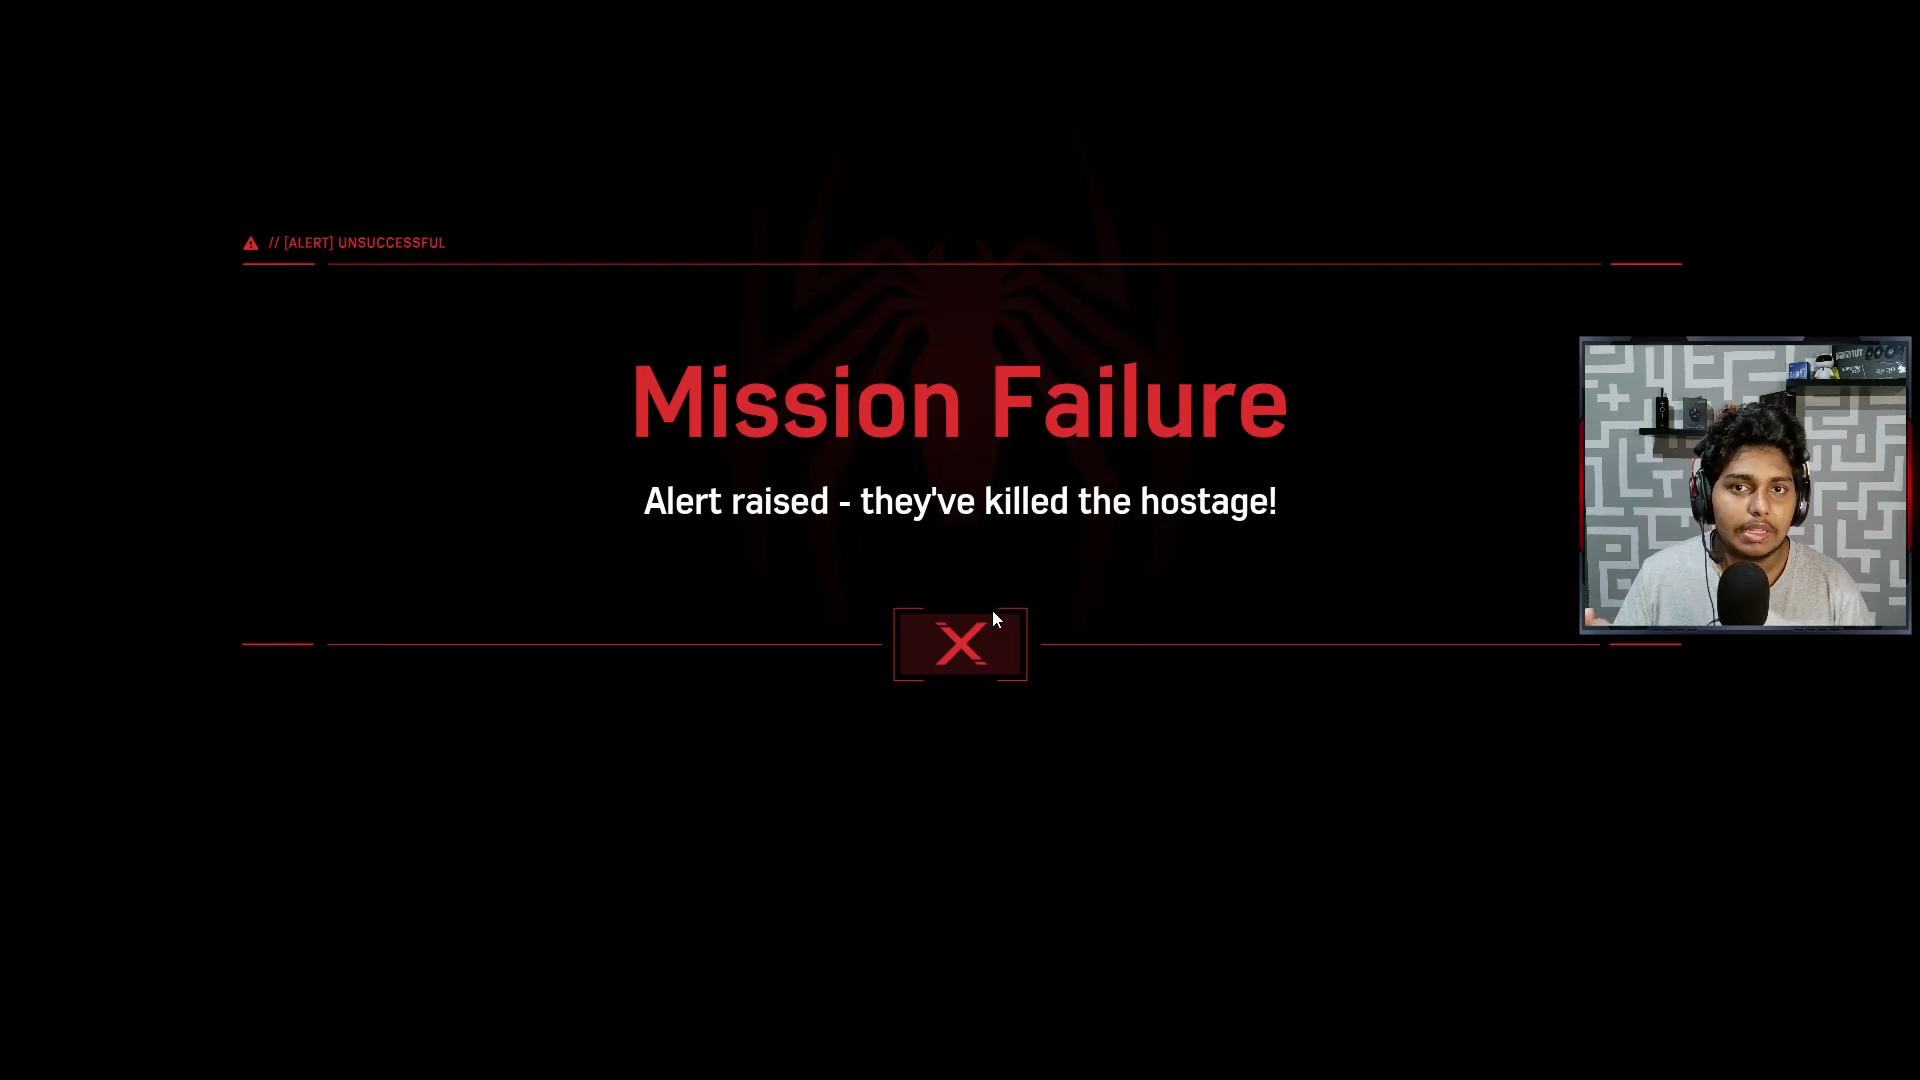 // [ALERT] UNSUCCESSFUL
Mission Failure
Alert raised - they've killed the hostage!